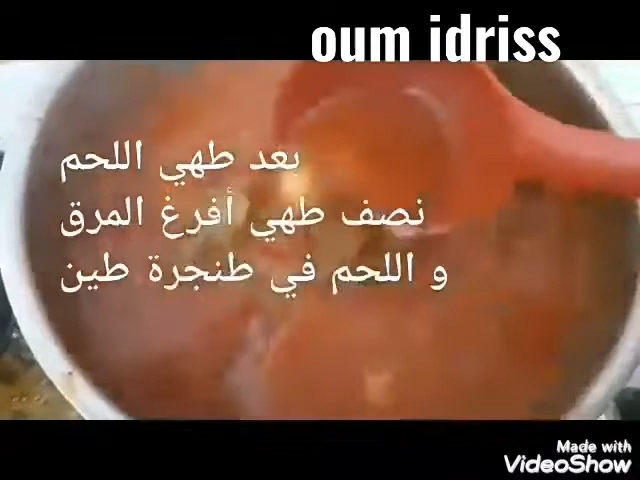 oum idriss
بعد طهي اللحم
نصف طهي أفرغ المرق
و اللحم في طنجرة طين
Made with
VideoShow